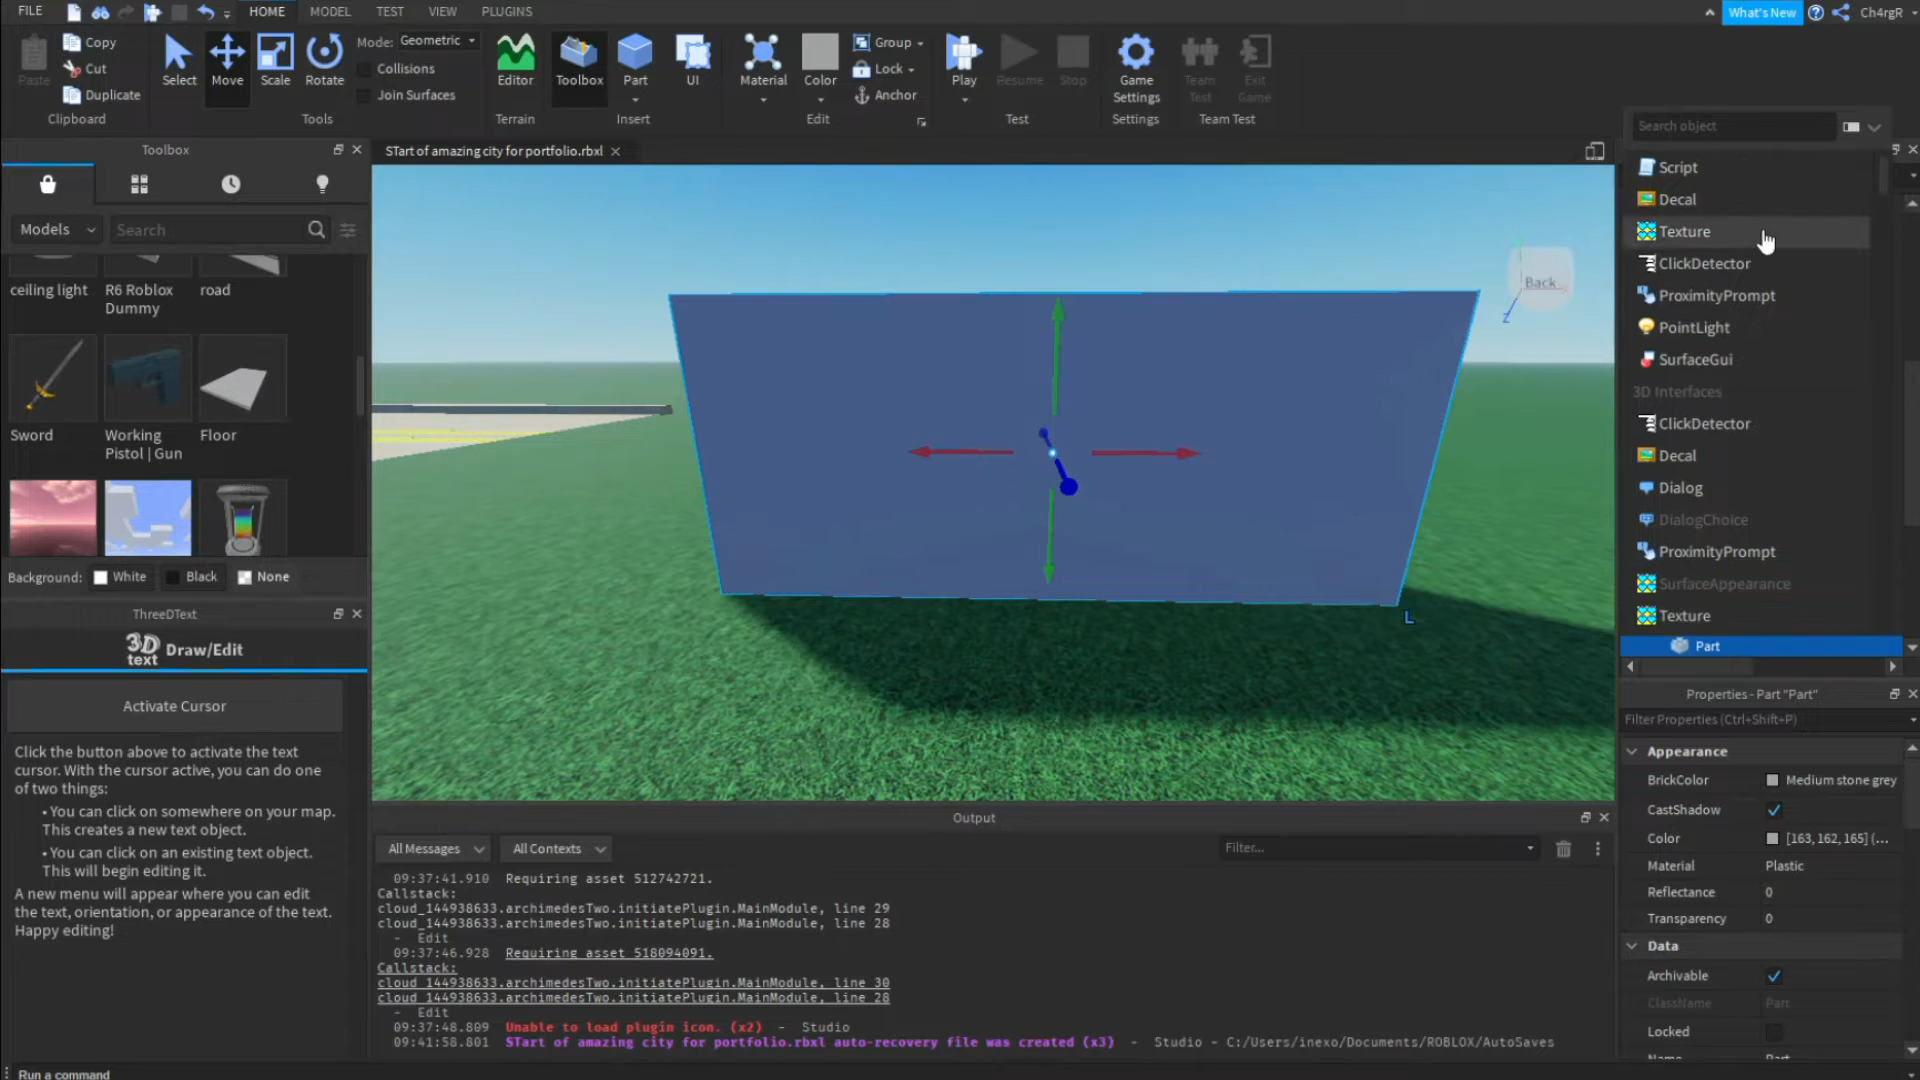 FILE
HOME
MODEL
TEST
VIEW
PLUGINS
What's New
Ch4rgR
Paste
Copy
Cut
Duplicate
Clipboard
Select
Move
Scale
Rotate
Mode: Geometric
Collisions
Join Surfaces
Tools
Editor
Terrain
Toolbox
Part
UI
Insert
Material
Color
Group
Lock
Anchor
Edit
Play
Resume
Stop
Test
Game
Settings
Settings
Team
Test
Exit
Game
Team Test
Toolbox
Models
Search
ceiling light
R6 Roblox
Dummy
road
Sword
Working
Pistol | Gun
Floor
Background: White Black None
ThreeDText
3D
text
Draw/Edit
Activate Cursor
Click the button above to activate the text
cursor. With the cursor active, you can do one
of two things:
• You can click on somewhere on your map.
This creates a new text object.
• You can click on an existing text object.
This will begin editing it.
A new menu will appear where you can edit
the text, orientation, or appearance of the text.
Happy editing!
Run a command
STart of amazing city for portfolio.rbxl
Back
Z
L
Output
All Messages
All Contexts
Filter...
09:37:41.910 Requiring asset 512742721.
Callstack:
cloud_144938633.archimedesTwo.initiatePlugin.MainModule, line 29
cloud_144938633.archimedesTwo.initiatePlugin.MainModule, line 28
- Edit
09:37:46.928 Requiring asset 518094091.
Callstack:
cloud_144938633.archimedesTwo.initiatePlugin.MainModule, line 30
cloud_144938633.archimedesTwo.initiatePlugin.MainModule, line 28
- Edit
09:37:48.809 Unable to load plugin icon. (x2) - Studio
09:41:58.801 STart of amazing city for portfolio.rbxl auto-recovery file was created (x3) - Studio - C:/Users/inexo/Documents/ROBLOX/AutoSaves
Search object
Script
Decal
Texture
ClickDetector
ProximityPrompt
PointLight
SurfaceGui
3D Interfaces
ClickDetector
Decal
Dialog
DialogChoice
ProximityPrompt
SurfaceAppearance
Texture
Part
Properties - Part "Part"
Filter Properties (Ctrl+Shift+P)
Appearance
BrickColor Medium stone grey
CastShadow
Color [163, 162, 165] (...
Material Plastic
Reflectance 0
Transparency 0
Data
Archivable
ClassName Part
Locked